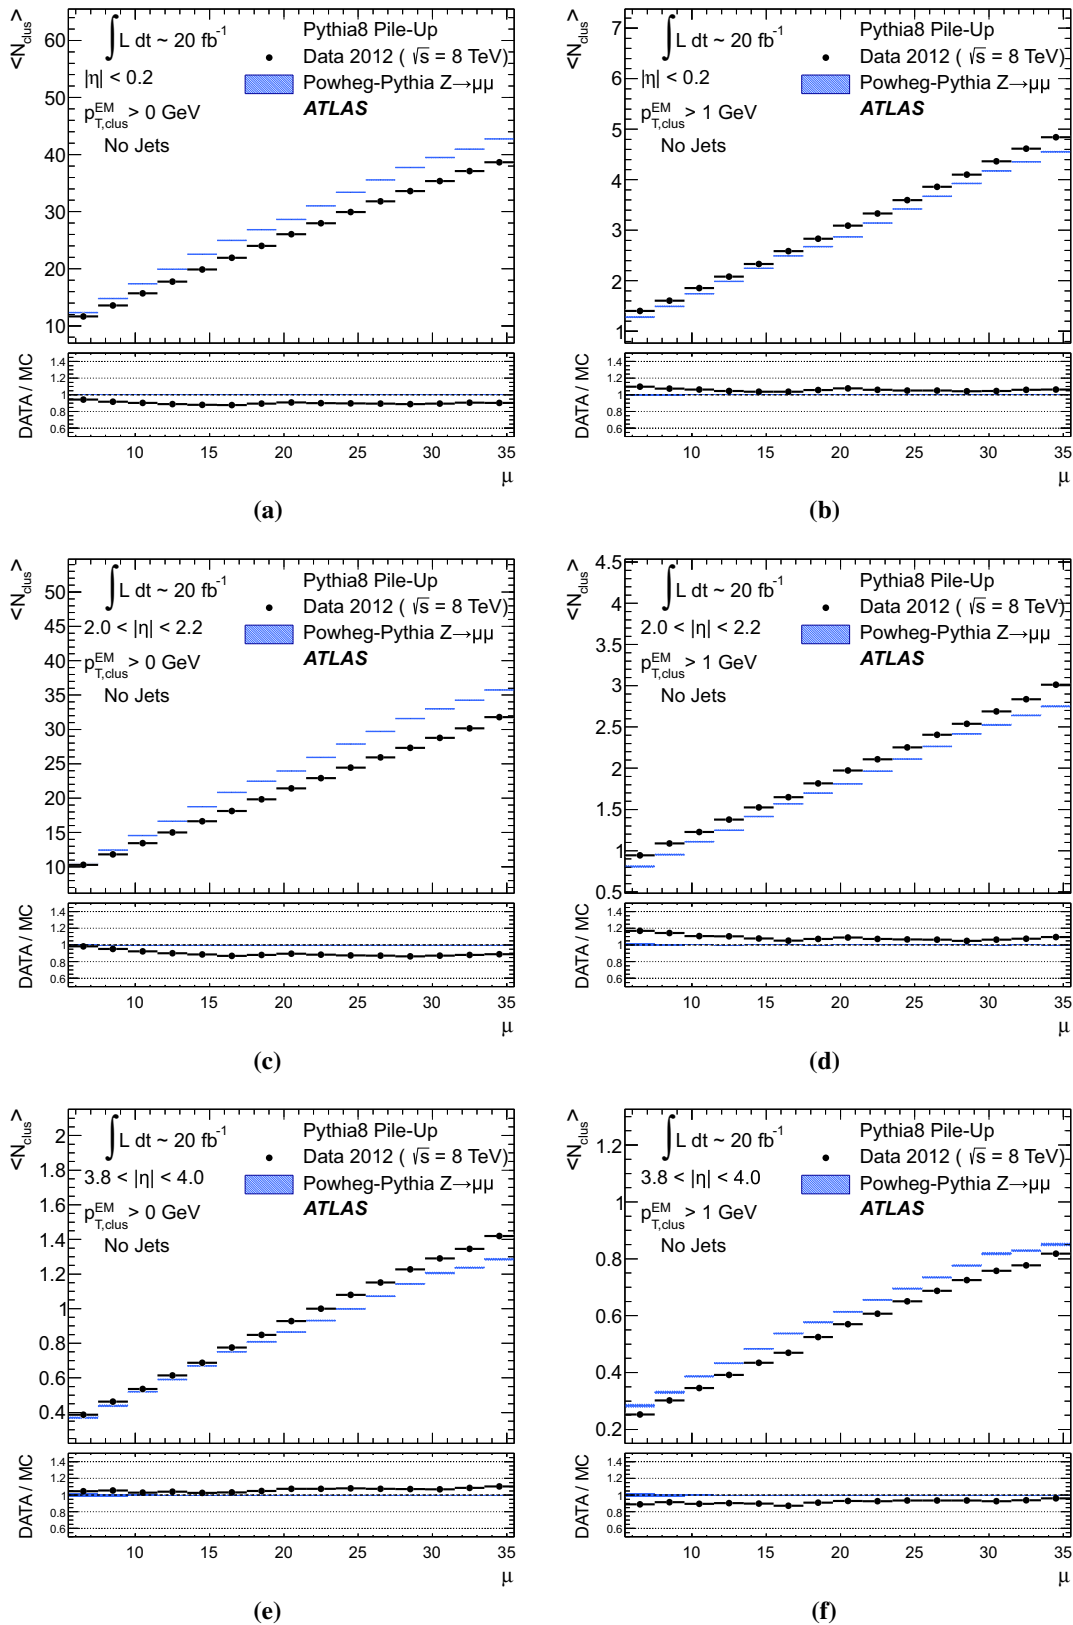 <N_clus>
60
50
40
30
20
10
∫ L dt ~ 20 fb⁻¹
|η| < 0.2
p^EM_T,clus > 0 GeV
No Jets
Pythia8 Pile-Up
Data 2012 ( √s = 8 TeV)
Powheg-Pythia Z→μμ
ATLAS
DATA / MC
1.4
1.2
1
0.8
0.6
10 15 20 25 30 35
μ
(a)
<N_clus>
7
6
5
4
3
2
1
∫ L dt ~ 20 fb⁻¹
|η| < 0.2
p^EM_T,clus > 1 GeV
No Jets
Pythia8 Pile-Up
Data 2012 ( √s = 8 TeV)
Powheg-Pythia Z→μμ
ATLAS
DATA / MC
1.4
1.2
1
0.8
0.6
10 15 20 25 30 35
μ
(b)
<N_clus>
50
45
40
35
30
25
20
15
10
∫ L dt ~ 20 fb⁻¹
2.0 < |η| < 2.2
p^EM_T,clus > 0 GeV
No Jets
Pythia8 Pile-Up
Data 2012 ( √s = 8 TeV)
Powheg-Pythia Z→μμ
ATLAS
DATA / MC
1.4
1.2
1
0.8
0.6
10 15 20 25 30 35
μ
(c)
<N_clus>
4.5
4
3.5
3
2.5
2
1.5
1
0.5
∫ L dt ~ 20 fb⁻¹
2.0 < |η| < 2.2
p^EM_T,clus > 1 GeV
No Jets
Pythia8 Pile-Up
Data 2012 ( √s = 8 TeV)
Powheg-Pythia Z→μμ
ATLAS
DATA / MC
1.4
1.2
1
0.8
0.6
10 15 20 25 30 35
μ
(d)
<N_clus>
2
1.8
1.6
1.4
1.2
1
0.8
0.6
0.4
∫ L dt ~ 20 fb⁻¹
3.8 < |η| < 4.0
p^EM_T,clus > 0 GeV
No Jets
Pythia8 Pile-Up
Data 2012 ( √s = 8 TeV)
Powheg-Pythia Z→μμ
ATLAS
DATA / MC
1.4
1.2
1
0.8
0.6
10 15 20 25 30 35
μ
(e)
<N_clus>
1.2
1
0.8
0.6
0.4
0.2
∫ L dt ~ 20 fb⁻¹
3.8 < |η| < 4.0
p^EM_T,clus > 1 GeV
No Jets
Pythia8 Pile-Up
Data 2012 ( √s = 8 TeV)
Powheg-Pythia Z→μμ
ATLAS
DATA / MC
1.4
1.2
1
0.8
0.6
10 15 20 25 30 35
μ
(f)